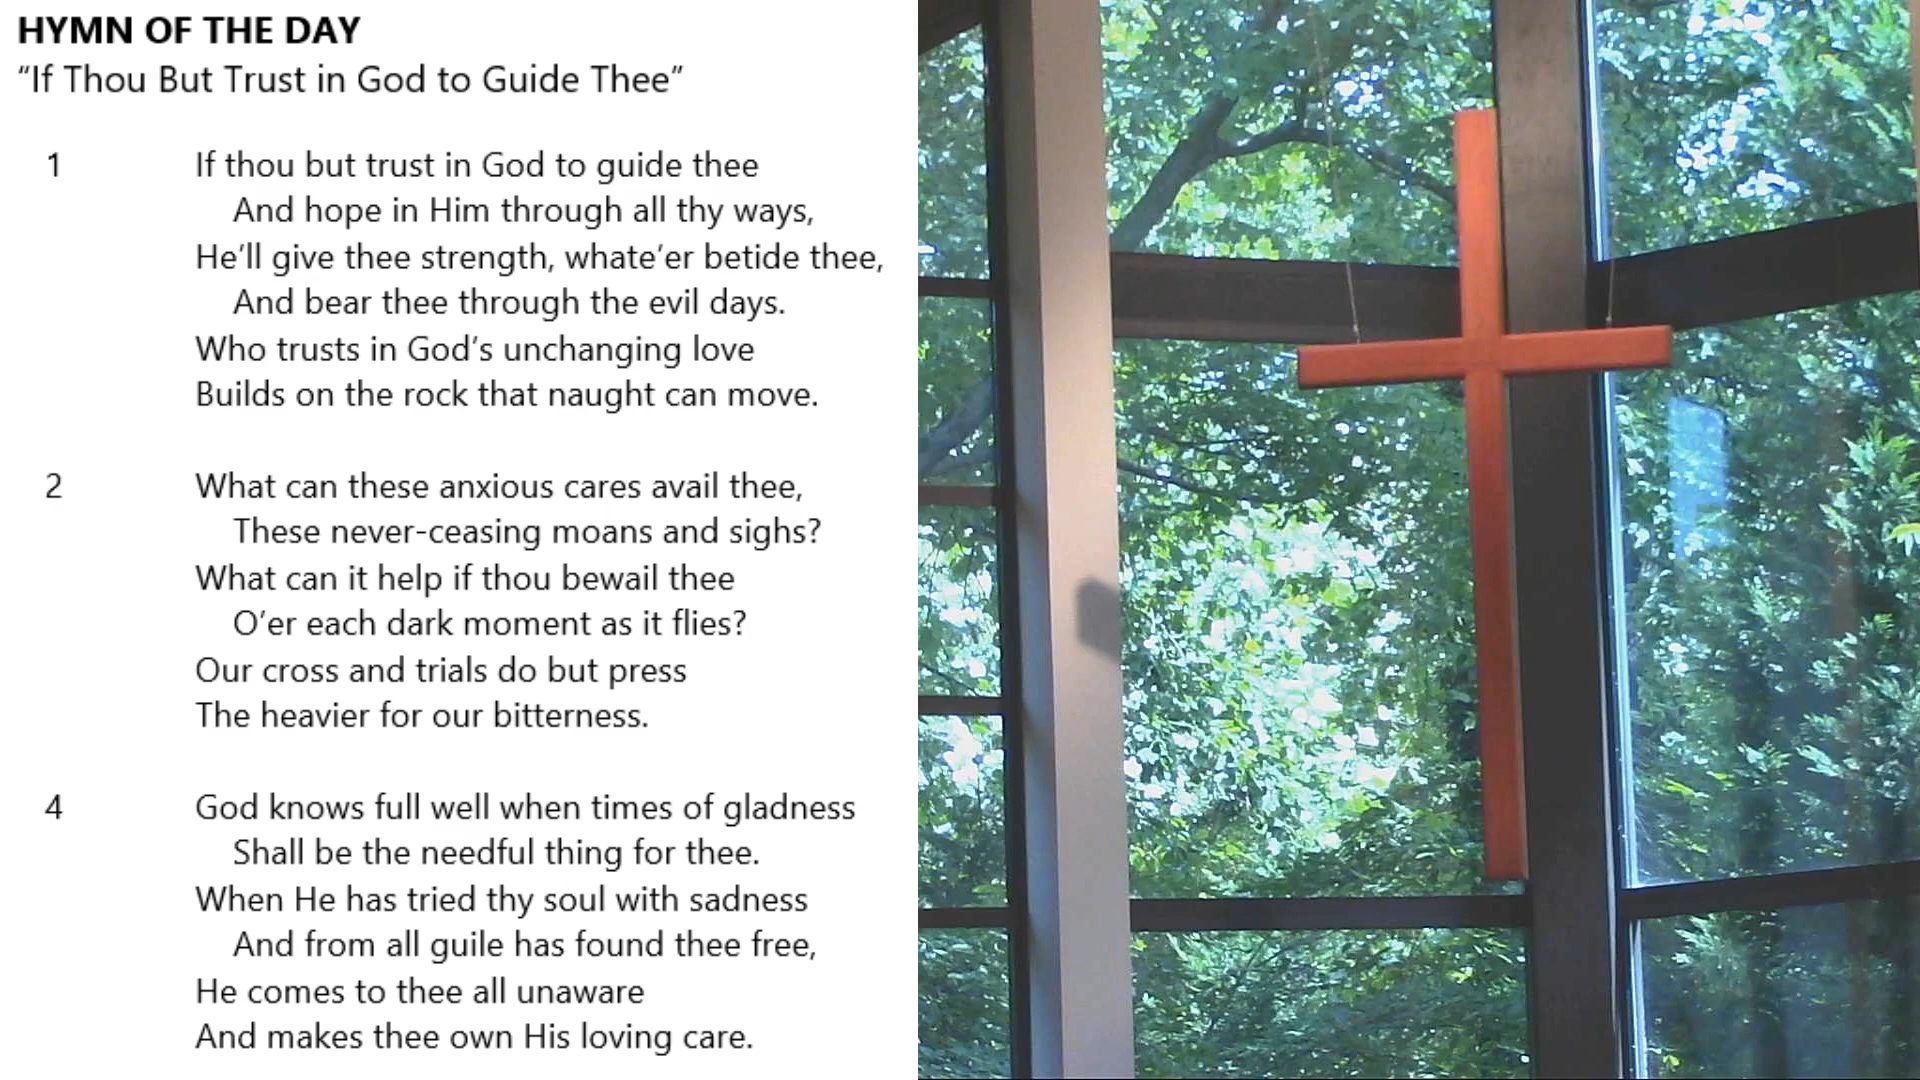 HYMN OF THE DAY
“If Thou But Trust in God to Guide Thee”
1 If thou but trust in God to guide thee
And hope in Him through all thy ways,
He’ll give thee strength, whate’er betide thee,
And bear thee through the evil days.
Who trusts in God’s unchanging love
Builds on the rock that naught can move.
2 What can these anxious cares avail thee,
These never-ceasing moans and sighs?
What can it help if thou bewail thee
O’er each dark moment as it flies?
Our cross and trials do but press
The heavier for our bitterness.
4 God knows full well when times of gladness
Shall be the needful thing for thee.
When He has tried thy soul with sadness
And from all guile has found thee free,
He comes to thee all unaware
And makes thee own His loving care.